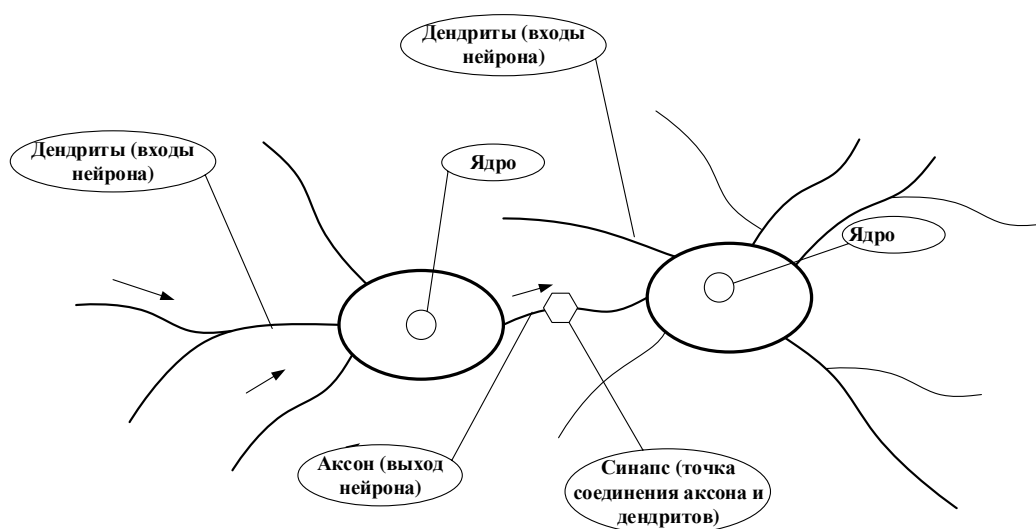 Дендриты (входы
нейрона)
Дендриты (входы
нейрона)
Ядро
Ядро
Аксон (выход
нейрона)
Синапс (точка
соединения аксона и
дендритов)